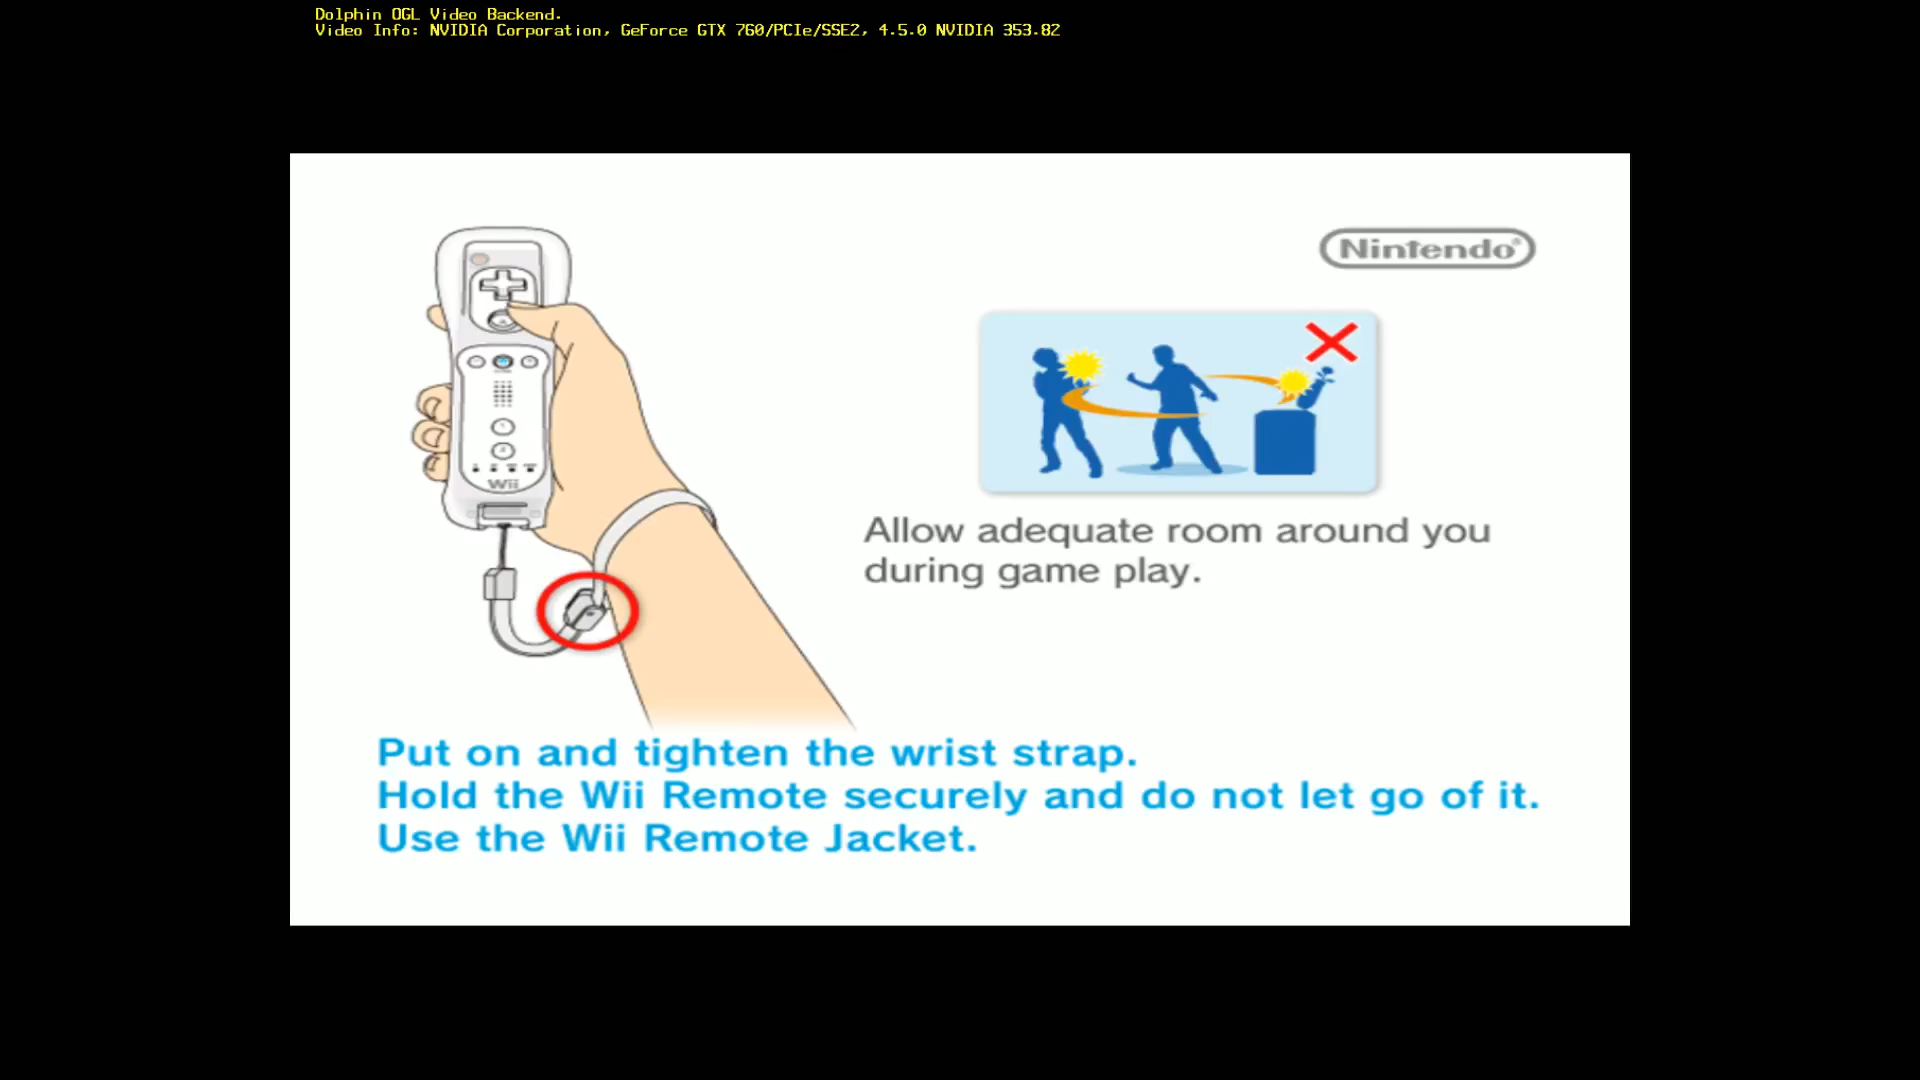 Dolphin OGL Video Backend.
Video Info: NVIDIA Corporation, GeForce GTX 760/PCIe/SSE2, 4.5.0 NVIDIA 353.82
Nintendo®
Wii
Allow adequate room around you
during game play.
Put on and tighten the wrist strap.
Hold the Wii Remote securely and do not let go of it.
Use the Wii Remote Jacket.